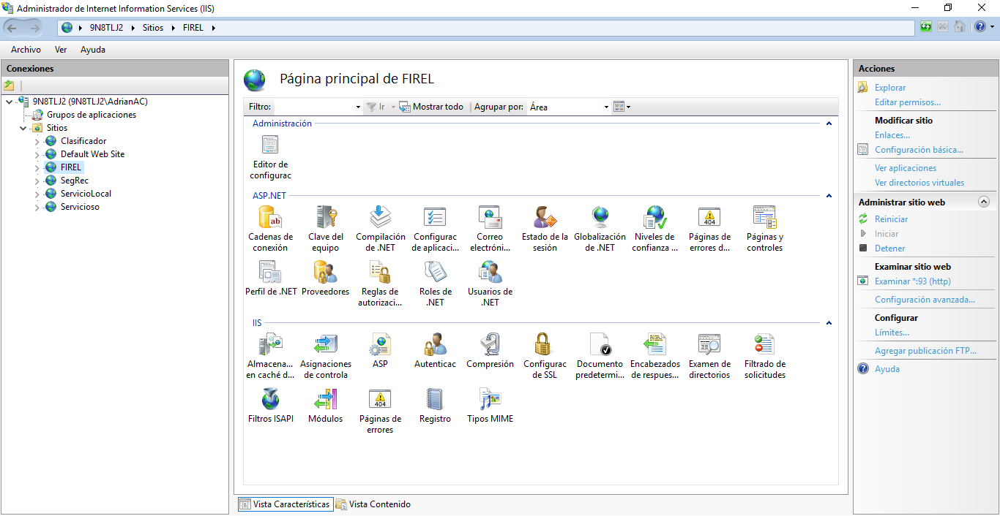 Administrador de Internet Information Services (IIS)
9N8TLJ2 Sitios FIREL
Archivo Ver Ayuda
Conexiones
9N8TLJ2 (9N8TLJ2\AdrianAC)
Grupos de aplicaciones
Sitios
Clasificador
Default Web Site
FIREL
SegRec
ServicioLocal
Servicioso
Página principal de FIREL
Filtro: Ir Mostrar todo Agrupar por: Área
Administración
Editor de
configurac
ASP.NET
Cadenas de
conexión
Clave del
equipo
Compilación
de .NET
Configurac
de aplicaci...
Correo
electróni...
Estado de la
sesión
Globalización
de .NET
Niveles de
confianza ...
Páginas de
errores d...
Páginas y
controles
Perfil de .NET
Proveedores
Reglas de
autorizaci...
Roles de
.NET
Usuarios de
.NET
IIS
Almacena...
en caché d...
Asignaciones
de controla
ASP
Autenticac
Compresión
Configurac
de SSL
Documento
predetermi...
Encabezados
de respues...
Examen de
directorios
Filtrado de
solicitudes
Filtros ISAPI
Módulos
404
Páginas de
errores
Registro
Tipos MIME
Vista Características Vista Contenido
Acciones
Explorar
Editar permisos...
Modificar sitio
Enlaces...
Configuración básica...
Ver aplicaciones
Ver directorios virtuales
Administrar sitio web
Reiniciar
Iniciar
Detener
Examinar sitio web
Examinar *:93 (http)
Configuración avanzada...
Configurar
Límites...
Agregar publicación FTP...
Ayuda